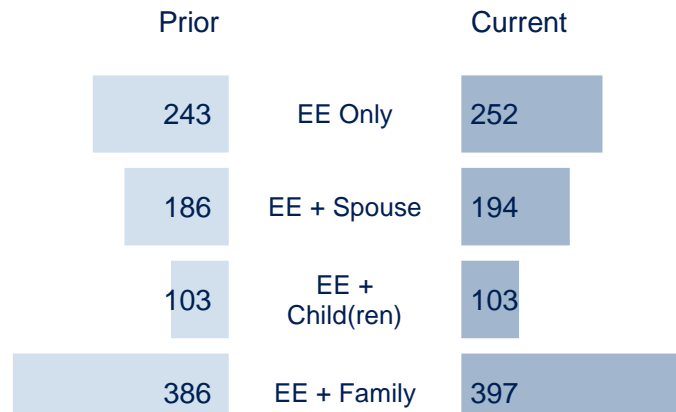 Prior Current
243 EE Only 252
186 EE + Spouse 194
103 EE +
Child(ren) 103
386 EE + Family 397